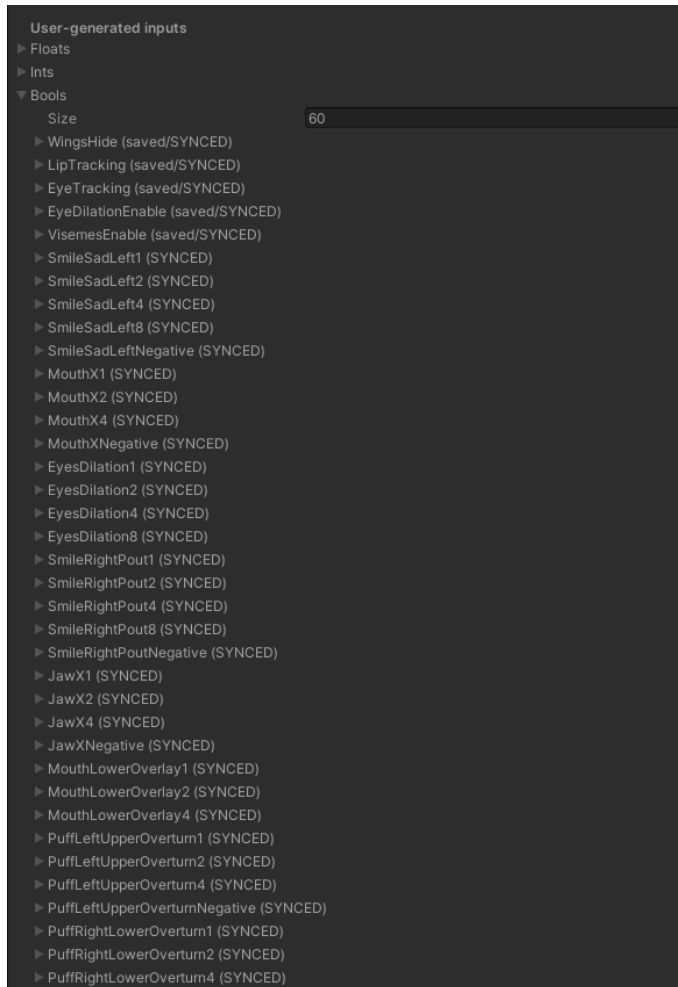 User-generated inputs
Floats
Ints
Bools
Size 60
WingsHide (saved/SYNCED)
LipTracking (saved/SYNCED)
EyeTracking (saved/SYNCED)
EyeDilationEnable (saved/SYNCED)
VisemesEnable (saved/SYNCED)
SmileSadLeft1 (SYNCED)
SmileSadLeft2 (SYNCED)
SmileSadLeft4 (SYNCED)
SmileSadLeft8 (SYNCED)
SmileSadLeftNegative (SYNCED)
MouthX1 (SYNCED)
MouthX2 (SYNCED)
MouthX4 (SYNCED)
MouthXNegative (SYNCED)
EyesDilation1 (SYNCED)
EyesDilation2 (SYNCED)
EyesDilation4 (SYNCED)
EyesDilation8 (SYNCED)
SmileRightPout1 (SYNCED)
SmileRightPout2 (SYNCED)
SmileRightPout4 (SYNCED)
SmileRightPout8 (SYNCED)
SmileRightPoutNegative (SYNCED)
JawX1 (SYNCED)
JawX2 (SYNCED)
JawX4 (SYNCED)
JawXNegative (SYNCED)
MouthLowerOverlay1 (SYNCED)
MouthLowerOverlay2 (SYNCED)
MouthLowerOverlay4 (SYNCED)
PuffLeftUpperOverturn1 (SYNCED)
PuffLeftUpperOverturn2 (SYNCED)
PuffLeftUpperOverturn4 (SYNCED)
PuffLeftUpperOverturnNegative (SYNCED)
PuffRightLowerOverturn1 (SYNCED)
PuffRightLowerOverturn2 (SYNCED)
PuffRightLowerOverturn4 (SYNCED)